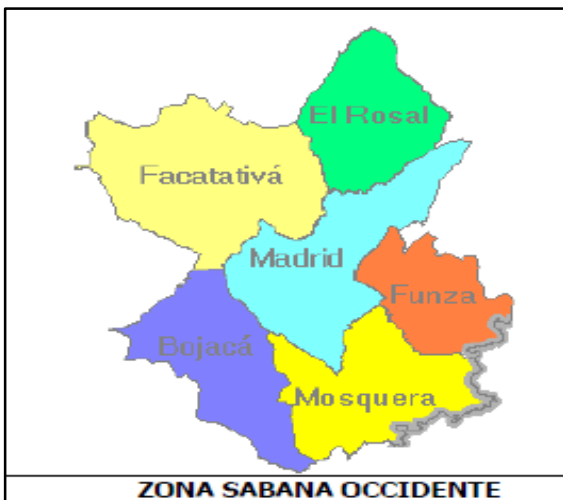 El Rosal
Facatativá
Madrid
Funza
Bojacá
Mosquera
ZONA SABANA OCCIDENTE